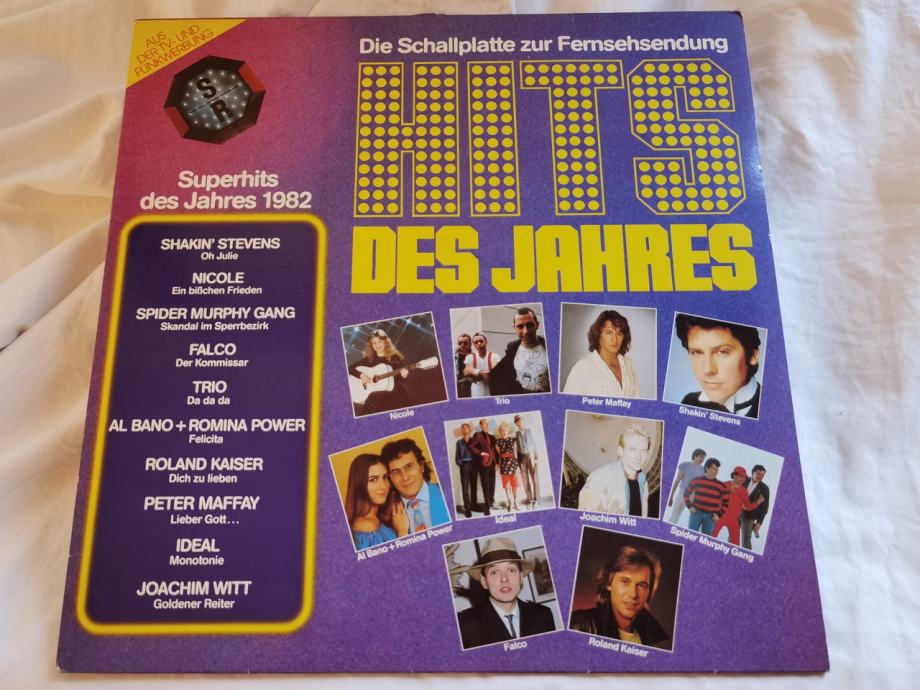 AUS
DER TV- UND
FUNKWERBUNG
S
R
Die Schallplatte zur Fernsehsendung
HITS
DES JAHRES
Superhits
des Jahres 1982
SHAKIN' STEVENS
Oh Julie
NICOLE
Ein bißchen Frieden
SPIDER MURPHY GANG
Skandal im Sperrbezirk
FALCO
Der Kommissar
TRIO
Da da da
AL BANO + ROMINA POWER
Felicita
ROLAND KAISER
Dich zu lieben
PETER MAFFAY
Lieber Gott...
IDEAL
Monotonie
JOACHIM WITT
Goldener Reiter
Nicole
Trio
Peter Maffay
Shakin' Stevens
Al Bano + Romina Power
Ideal
Joachim Witt
Spider Murphy Gang
Falco
Roland Kaiser